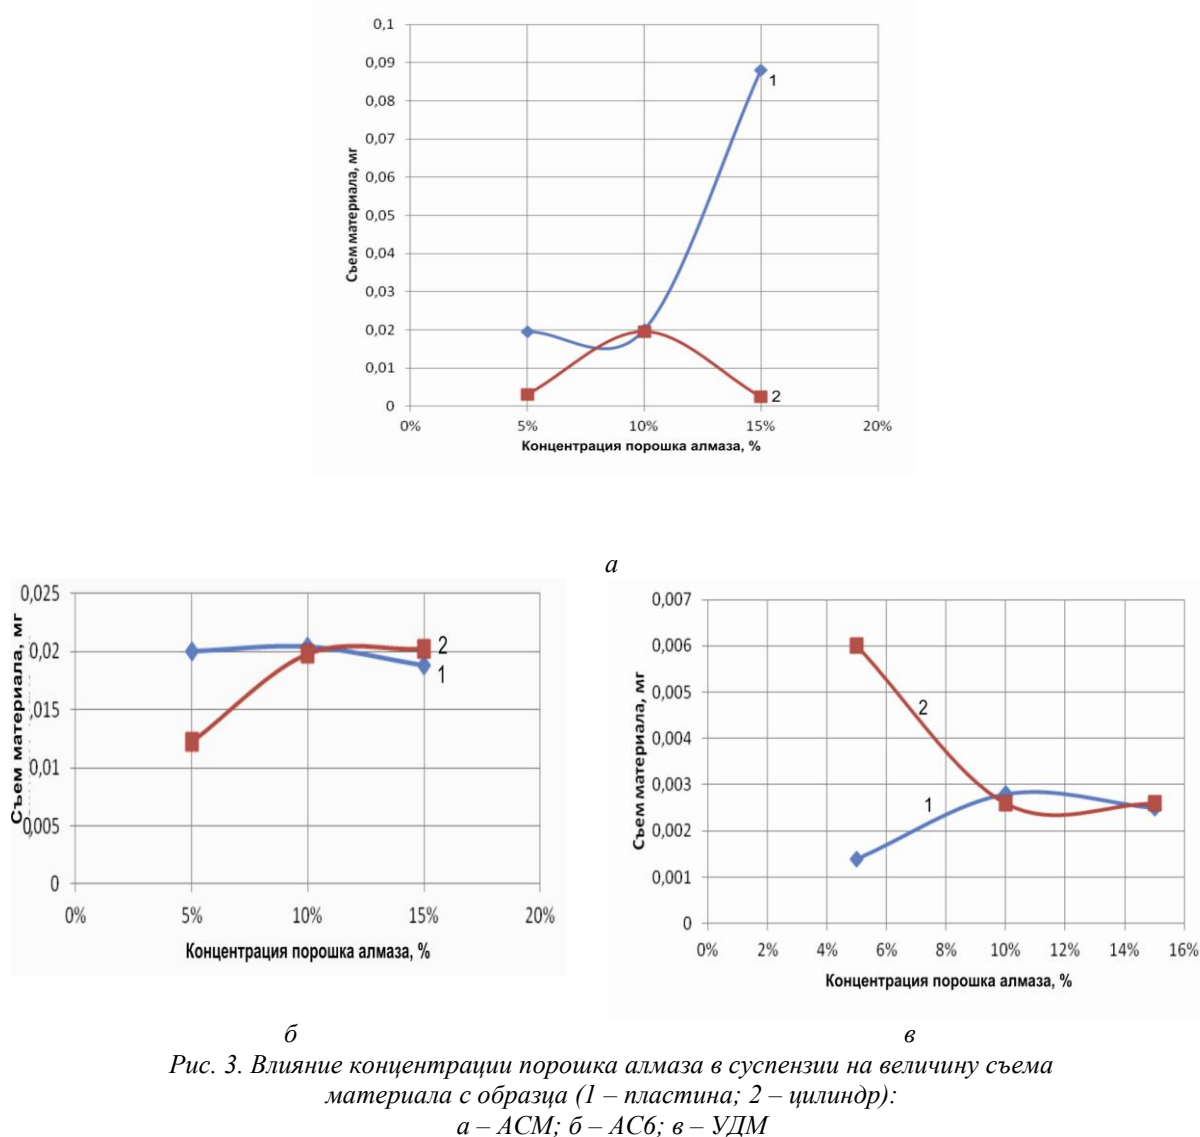 0,1
0,09
0,08
0,07
0,06
0,05
0,04
0,03
0,02
0,01
0
Съем материала, мг
1
2
0% 5% 10% 15% 20%
Концентрация порошка алмаза, %
а
0,025
0,02
0,015
0,01
0,005
0
Съем материала, мг
2
1
0% 5% 10% 15% 20%
Концентрация порошка алмаза, %
б
0,007
0,006
0,005
0,004
0,003
0,002
0,001
0
Съем материала, мг
2
1
0% 2% 4% 6% 8% 10% 12% 14% 16%
Концентрация порошка алмаза, %
в
Рис. 3. Влияние концентрации порошка алмаза в суспензии на величину съема
материала с образца (1 – пластина; 2 – цилиндр):
а – АСМ; б – АС6; в – УДМ